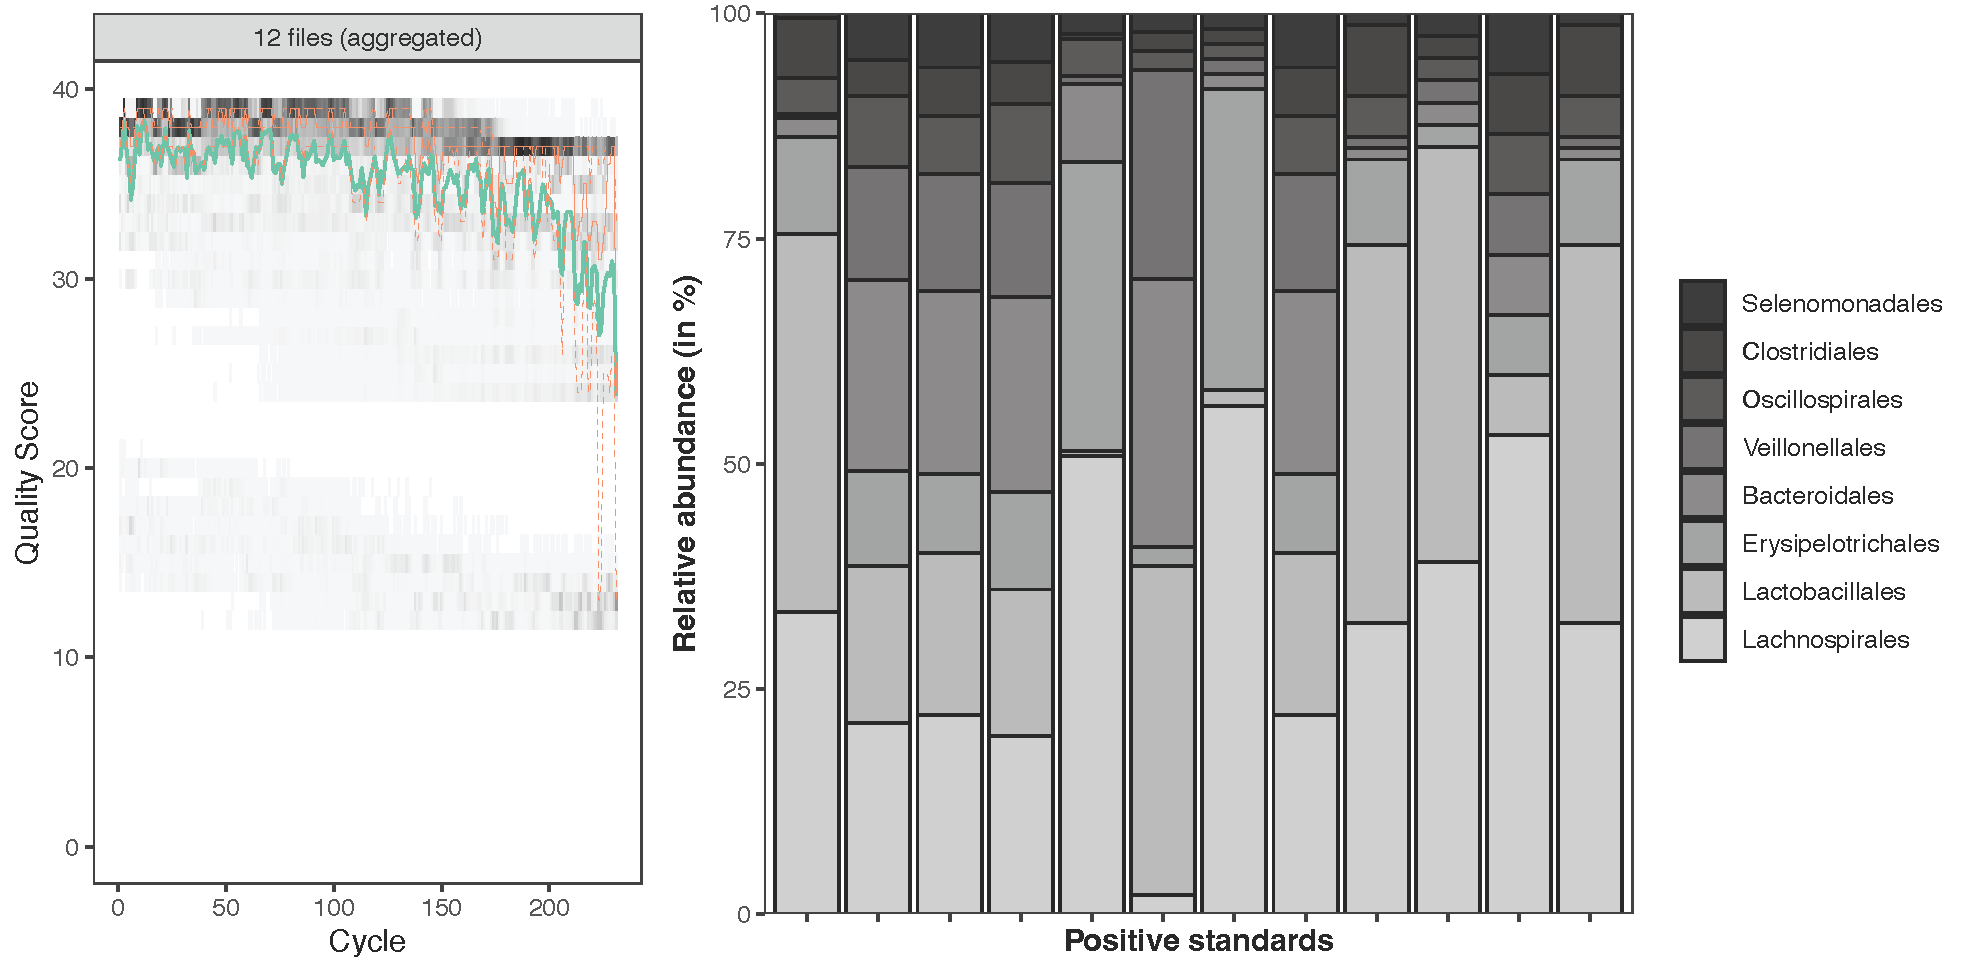 12 files (aggregated)
Quality Score
40
30
20
10
0
0 50 100 150 200
Cycle
Relative abundance (in %)
100
75
50
25
0
Positive standards
Selenomonadales
Clostridiales
Oscillospirales
Veillonellales
Bacteroidales
Erysipelotrichales
Lactobacillales
Lachnospirales